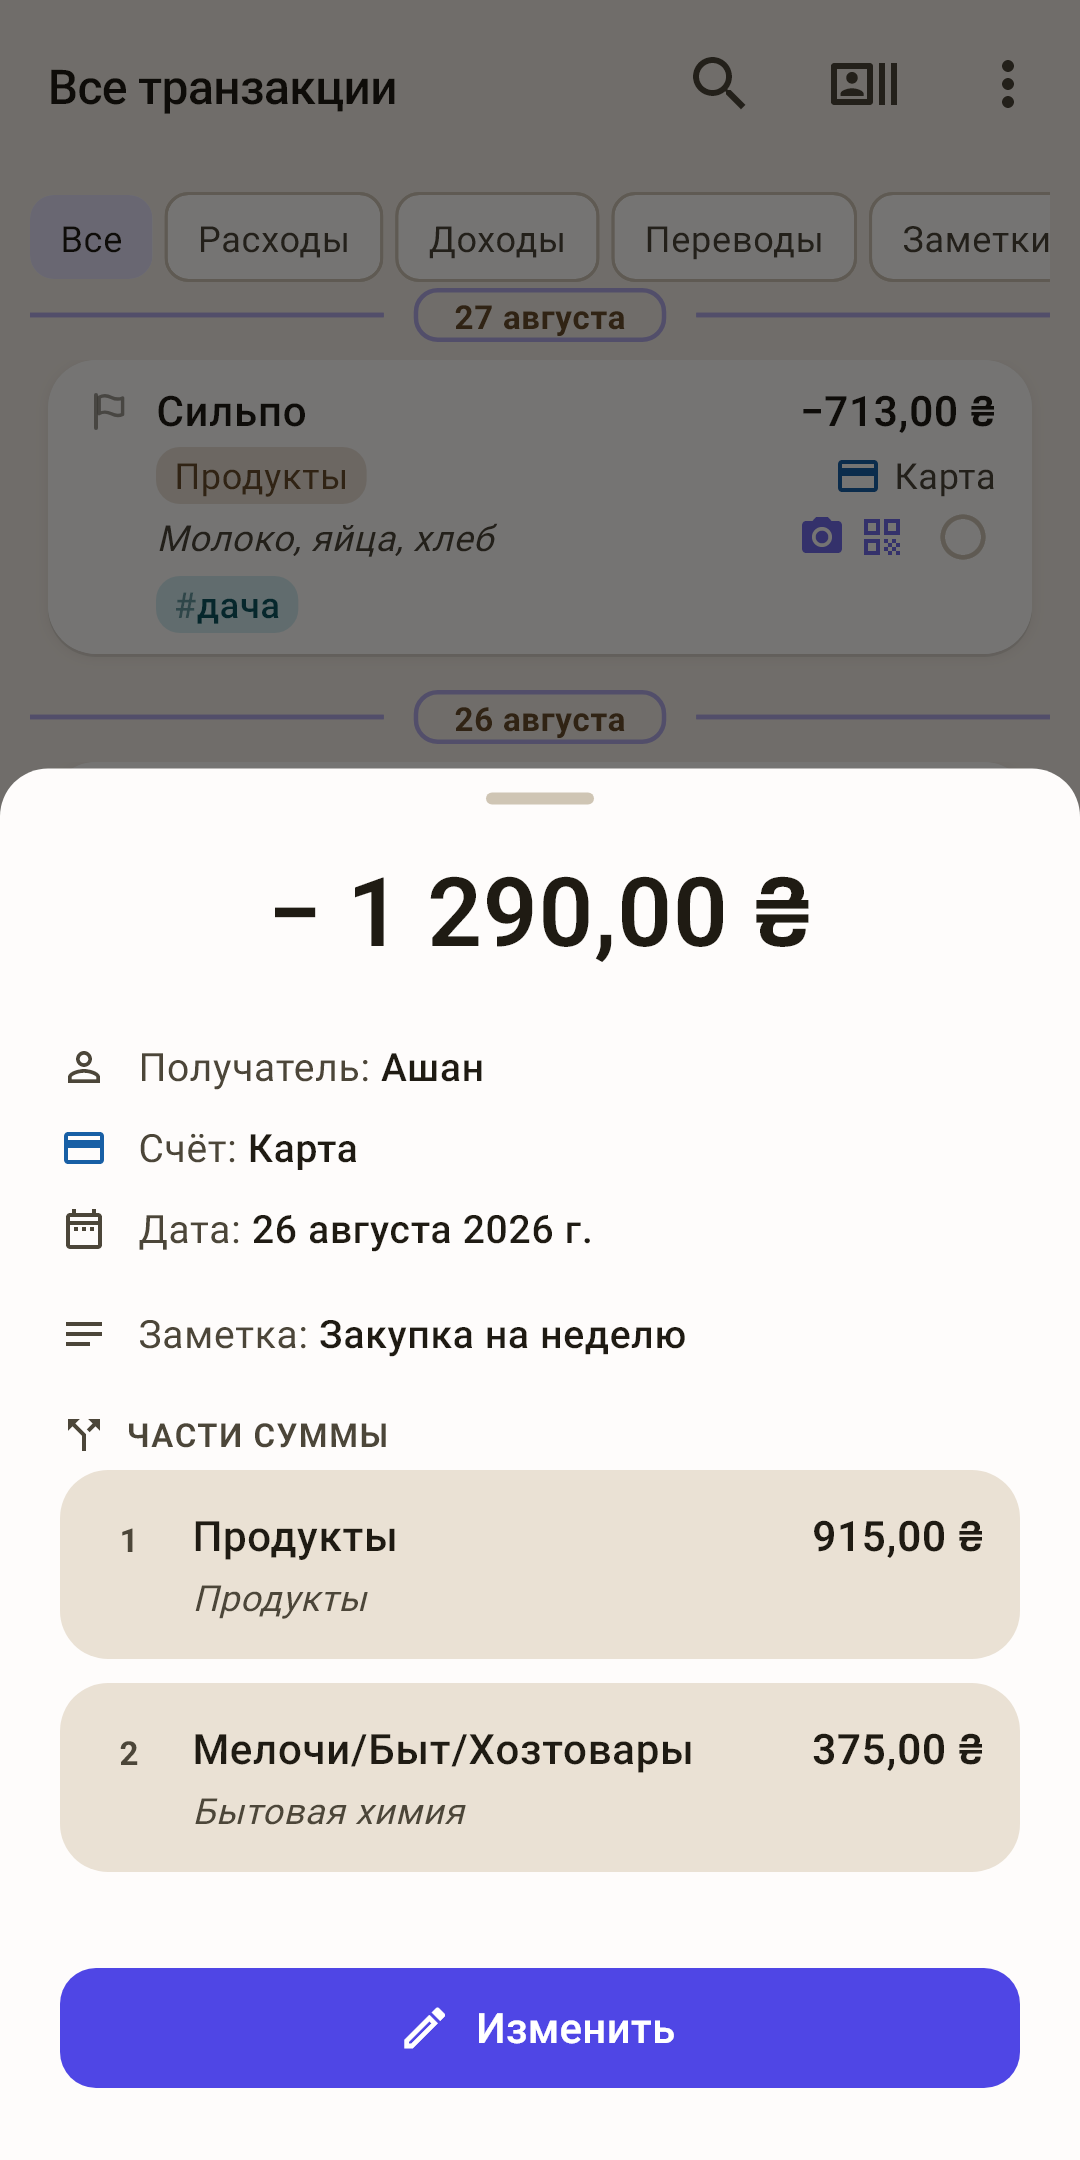 Все транзакции
Все
Расходы
Доходы
Переводы
Заметки
27 августа
Сильпо
−713,00 ₴
Продукты
Карта
Молоко, яйца, хлеб
#дача
26 августа
− 1 290,00 ₴
Получатель: Ашан
Счёт: Карта
Дата: 26 августа 2026 г.
Заметка: Закупка на неделю
ЧАСТИ СУММЫ
1
Продукты
915,00 ₴
Продукты
2
Мелочи/Быт/Хозтовары
375,00 ₴
Бытовая химия
Изменить